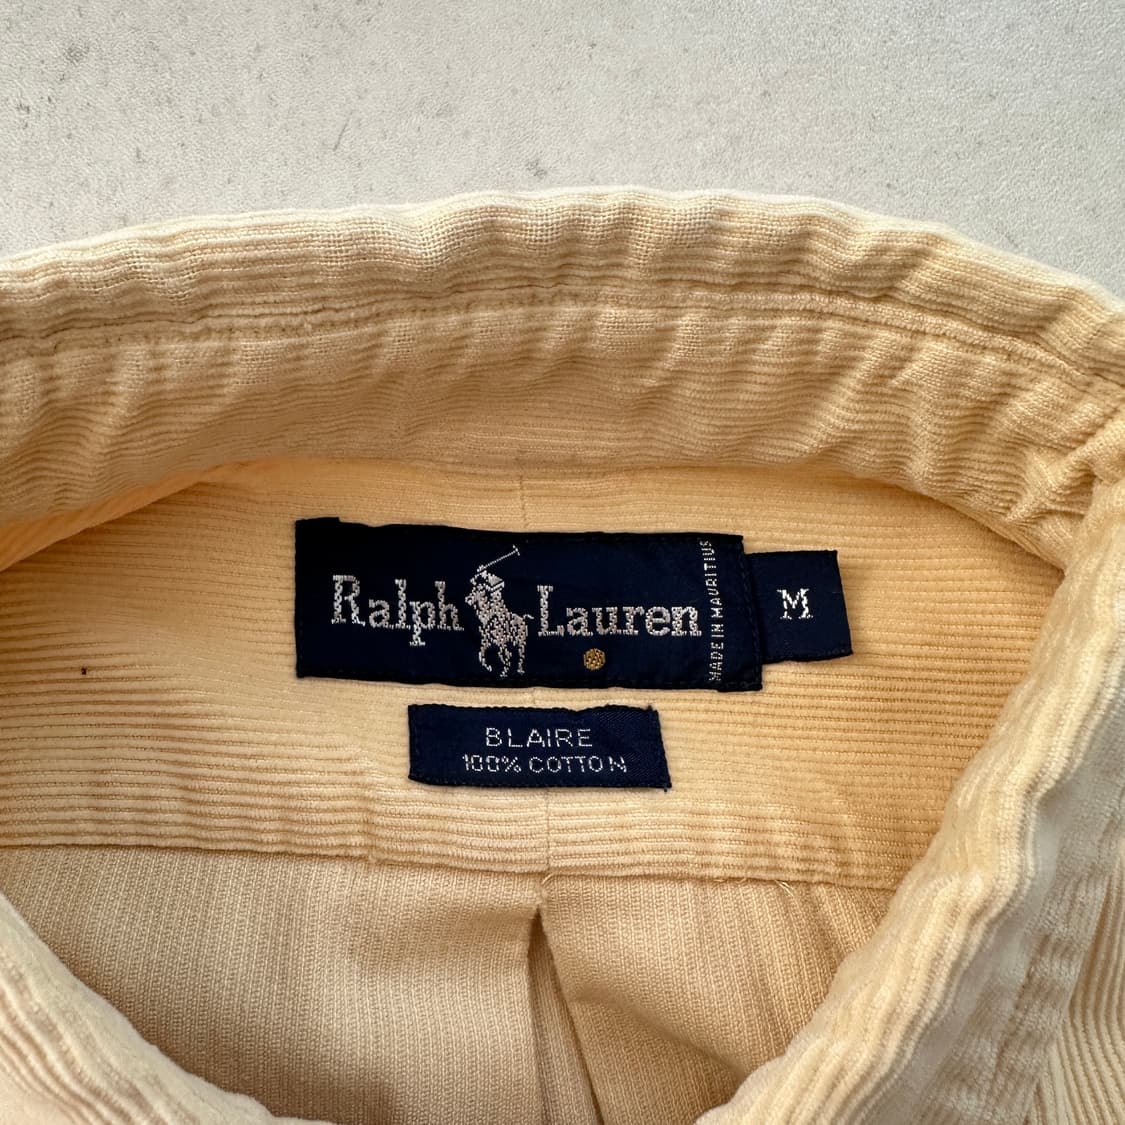 Ralph Lauren
MADE IN MAURITIUS
M
BLAIRE
100% COTTON